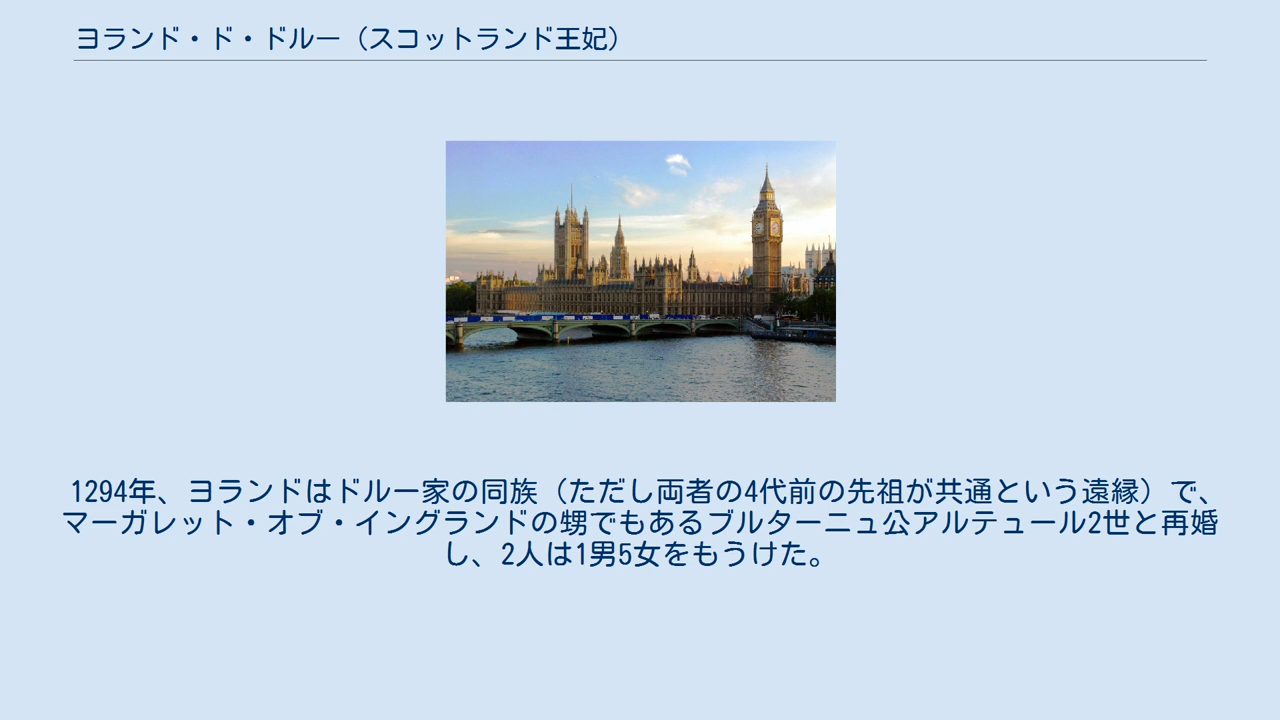 ヨランド・ド・ドルー（スコットランド王妃）
1294年、ヨランドはドルー家の同族（ただし両者の4代前の先祖が共通という遠縁）で、
マーガレット・オブ・イングランドの甥でもあるブルターニュ公アルテュール2世と再婚
し、2人は1男5女をもうけた。